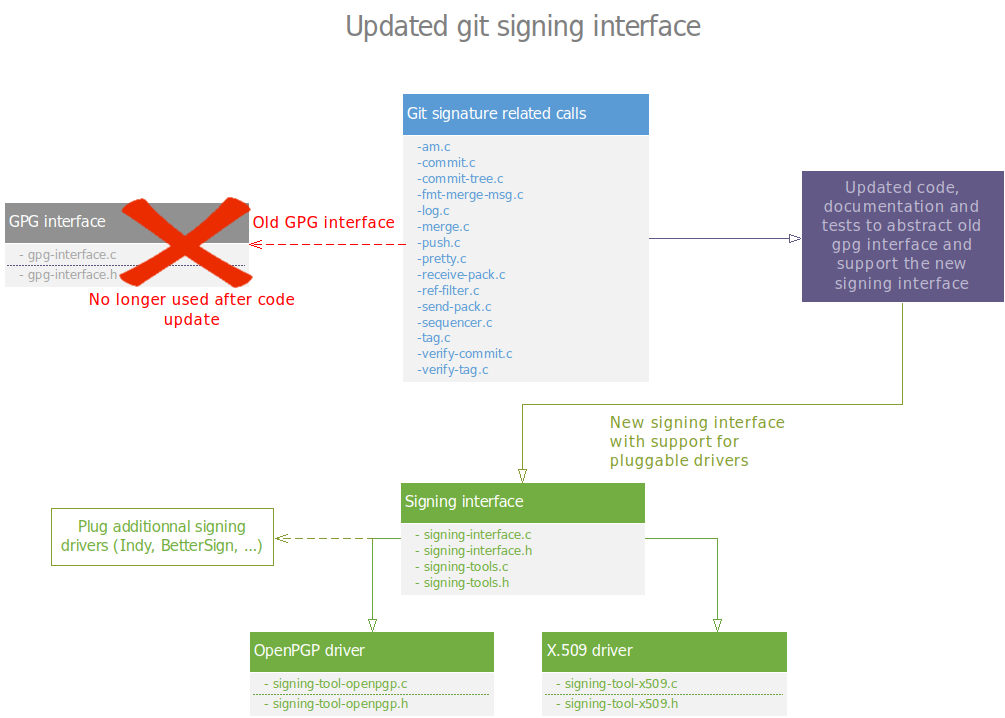 Updated git signing interface
Git signature related calls
-am.c
-commit.c
-commit-tree.c
-fmt-merge-msg.c
-log.c
-merge.c
-push.c
-pretty.c
-receive-pack.c
-ref-filter.c
-send-pack.c
-sequencer.c
-tag.c
-verify-commit.c
-verify-tag.c
GPG interface
- gpg-interface.c
- gpg-interface.h
Old GPG interface
No longer used after code
update
Updated code,
documentation and
tests to abstract old
gpg interface and
support the new
signing interface
New signing interface
with support for
pluggable drivers
Signing interface
- signing-interface.c
- signing-interface.h
- signing-tools.c
- signing-tools.h
Plug additionnal signing
drivers (Indy, BetterSign, ...)
OpenPGP driver
- signing-tool-openpgp.c
- signing-tool-openpgp.h
X.509 driver
- signing-tool-x509.c
- signing-tool-x509.h